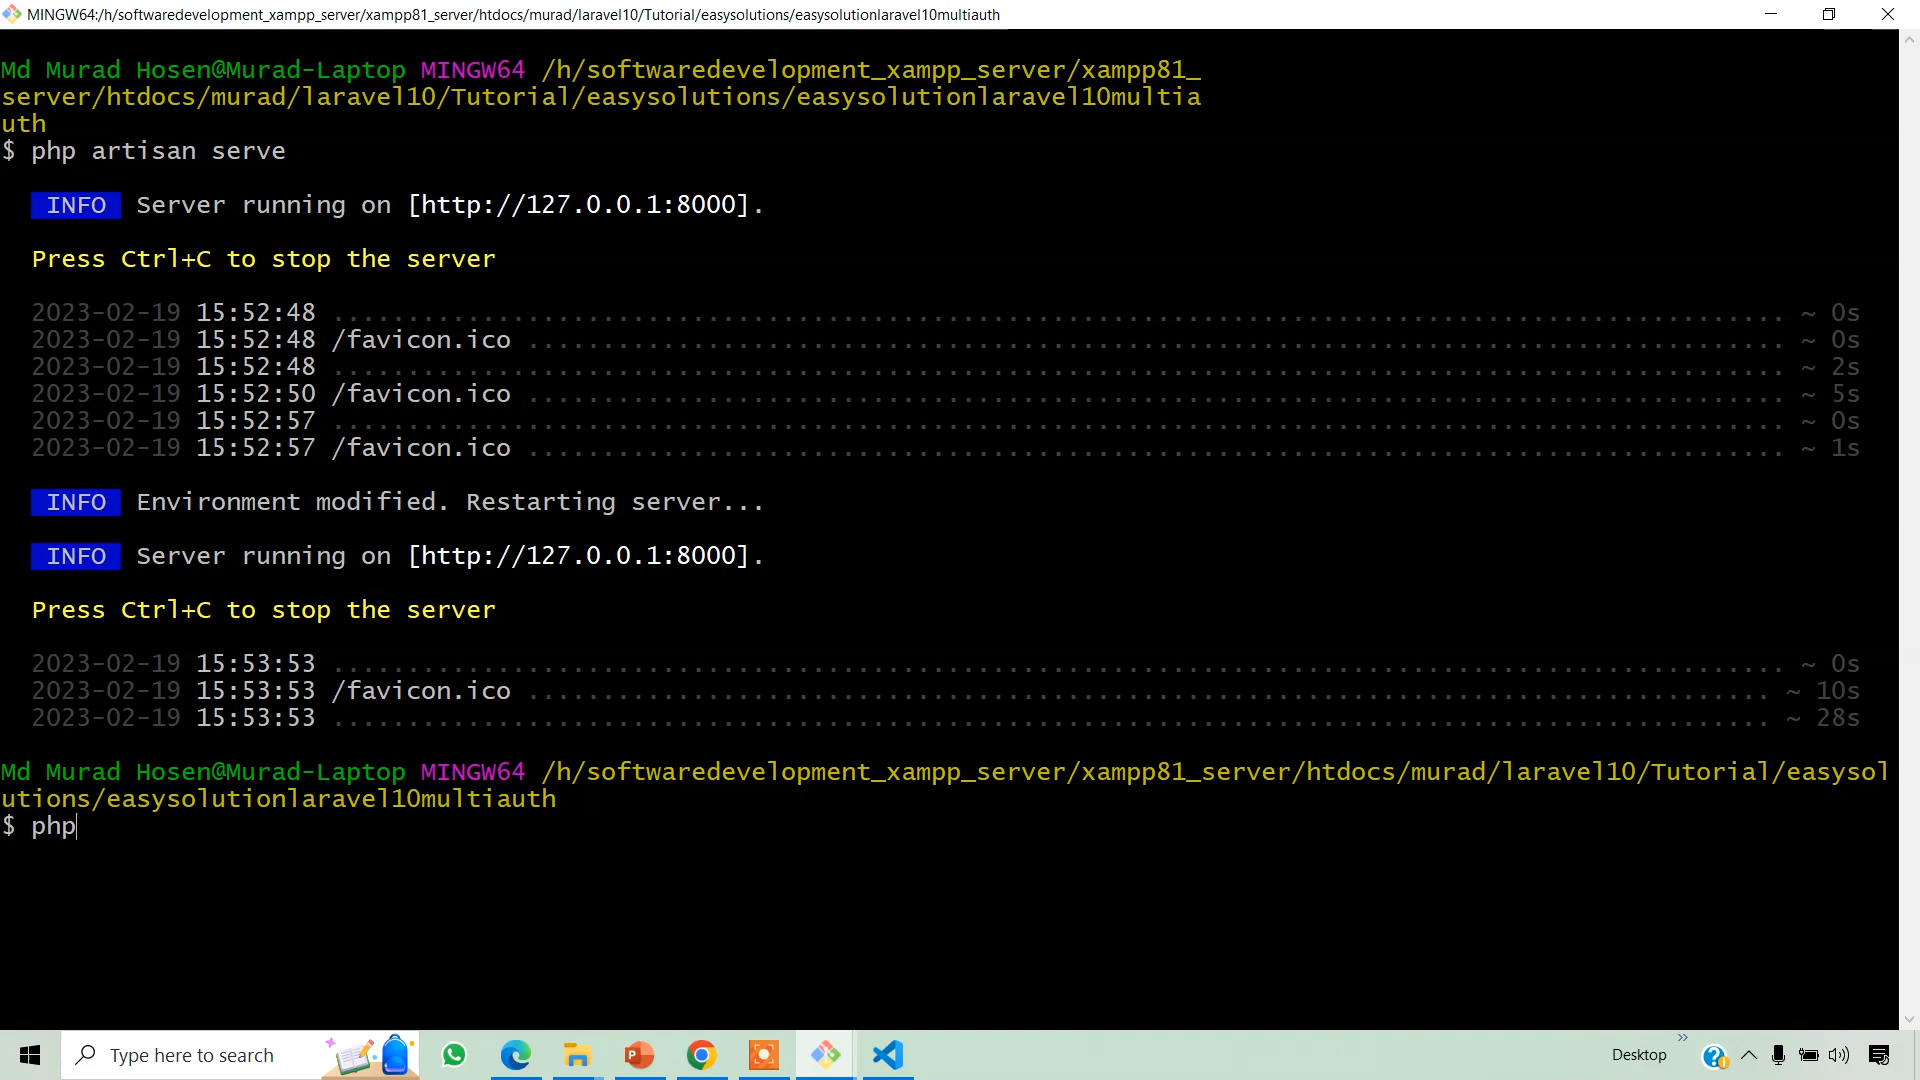 MINGW64:/h/softwaredevelopment_xampp_server/xampp81_server/htdocs/murad/laravel10/Tutorial/easysolutions/easysolutionlaravel10multiauth
Md Murad Hosen@Murad-Laptop MINGW64 /h/softwaredevelopment_xampp_server/xampp81_
server/htdocs/murad/laravel10/Tutorial/easysolutions/easysolutionlaravel10multia
uth
$ php artisan serve
INFO Server running on [http://127.0.0.1:8000].
Press Ctrl+C to stop the server
2023-02-19 15:52:48 ................................................................................................. ~ 0s
2023-02-19 15:52:48 /favicon.ico .................................................................................... ~ 0s
2023-02-19 15:52:48 ................................................................................................. ~ 2s
2023-02-19 15:52:50 /favicon.ico .................................................................................... ~ 5s
2023-02-19 15:52:57 ................................................................................................. ~ 0s
2023-02-19 15:52:57 /favicon.ico .................................................................................... ~ 1s
INFO Environment modified. Restarting server...
INFO Server running on [http://127.0.0.1:8000].
Press Ctrl+C to stop the server
2023-02-19 15:53:53 ................................................................................................. ~ 0s
2023-02-19 15:53:53 /favicon.ico ................................................................................... ~ 10s
2023-02-19 15:53:53 ................................................................................................ ~ 28s
Md Murad Hosen@Murad-Laptop MINGW64 /h/softwaredevelopment_xampp_server/xampp81_server/htdocs/murad/laravel10/Tutorial/easysol
utions/easysolutionlaravel10multiauth
$ php
Type here to search
Desktop